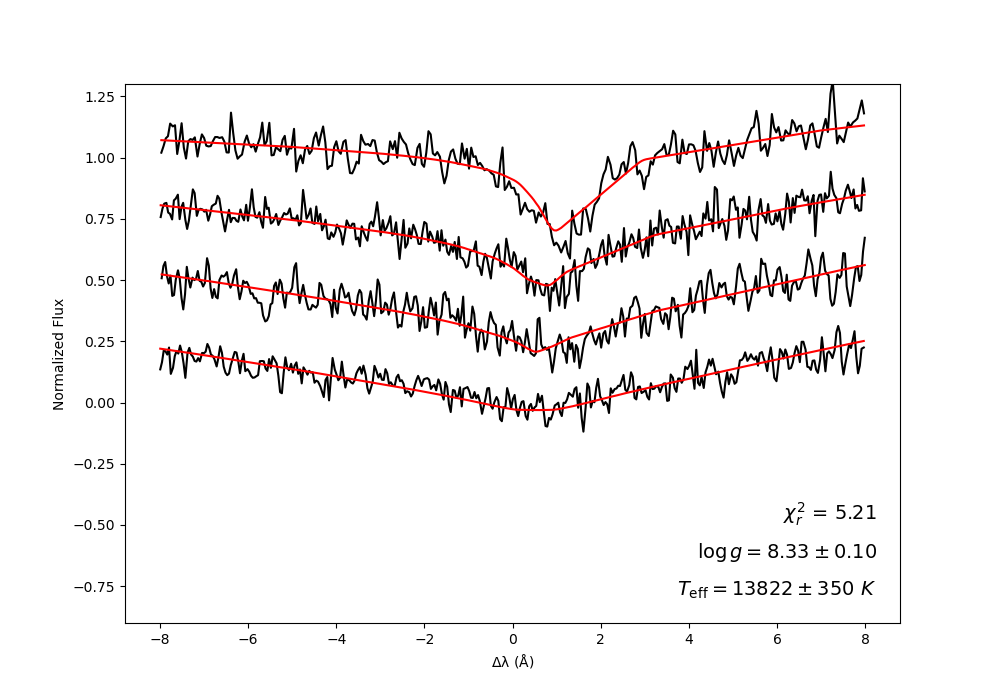 1.25
1.00
0.75
0.50
0.25
0.00
−0.25
−0.50
−0.75
Normalized Flux
χ²ᵣ = 5.21
log g = 8.33 ± 0.10
T_eff = 13822 ± 350 K
−8 −6 −4 −2 0 2 4 6 8
Δλ (Å)